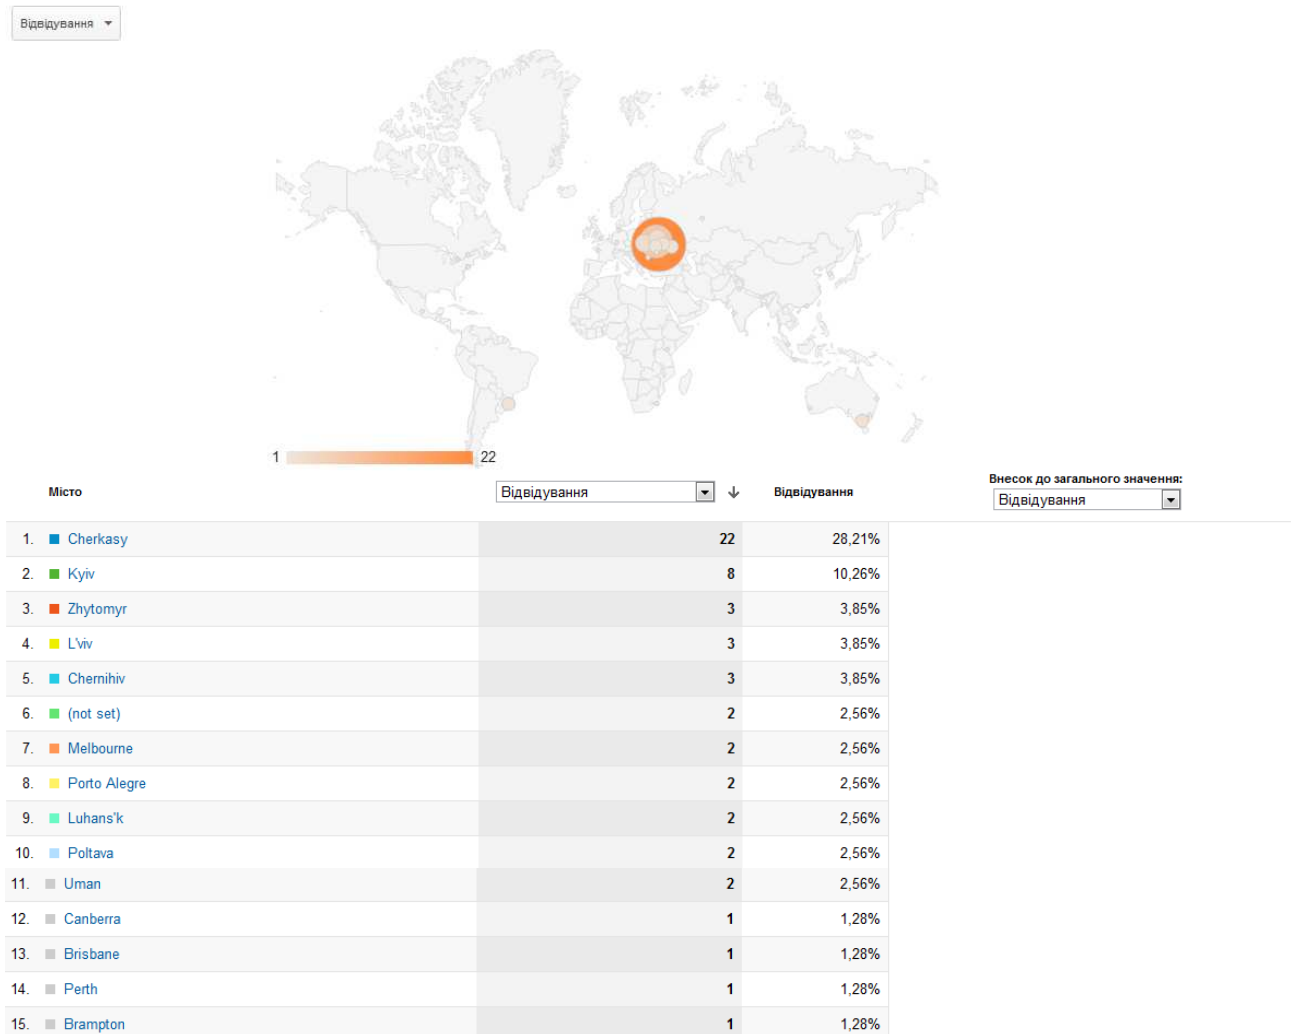 Відвідування
1 22
Місто Відвідування Відвідування Внесок до загального значення:
Відвідування
1. Cherkasy 22 28,21%
2. Kyiv 8 10,26%
3. Zhytomyr 3 3,85%
4. L'viv 3 3,85%
5. Chernihiv 3 3,85%
6. (not set) 2 2,56%
7. Melbourne 2 2,56%
8. Porto Alegre 2 2,56%
9. Luhans'k 2 2,56%
10. Poltava 2 2,56%
11. Uman 2 2,56%
12. Canberra 1 1,28%
13. Brisbane 1 1,28%
14. Perth 1 1,28%
15. Brampton 1 1,28%